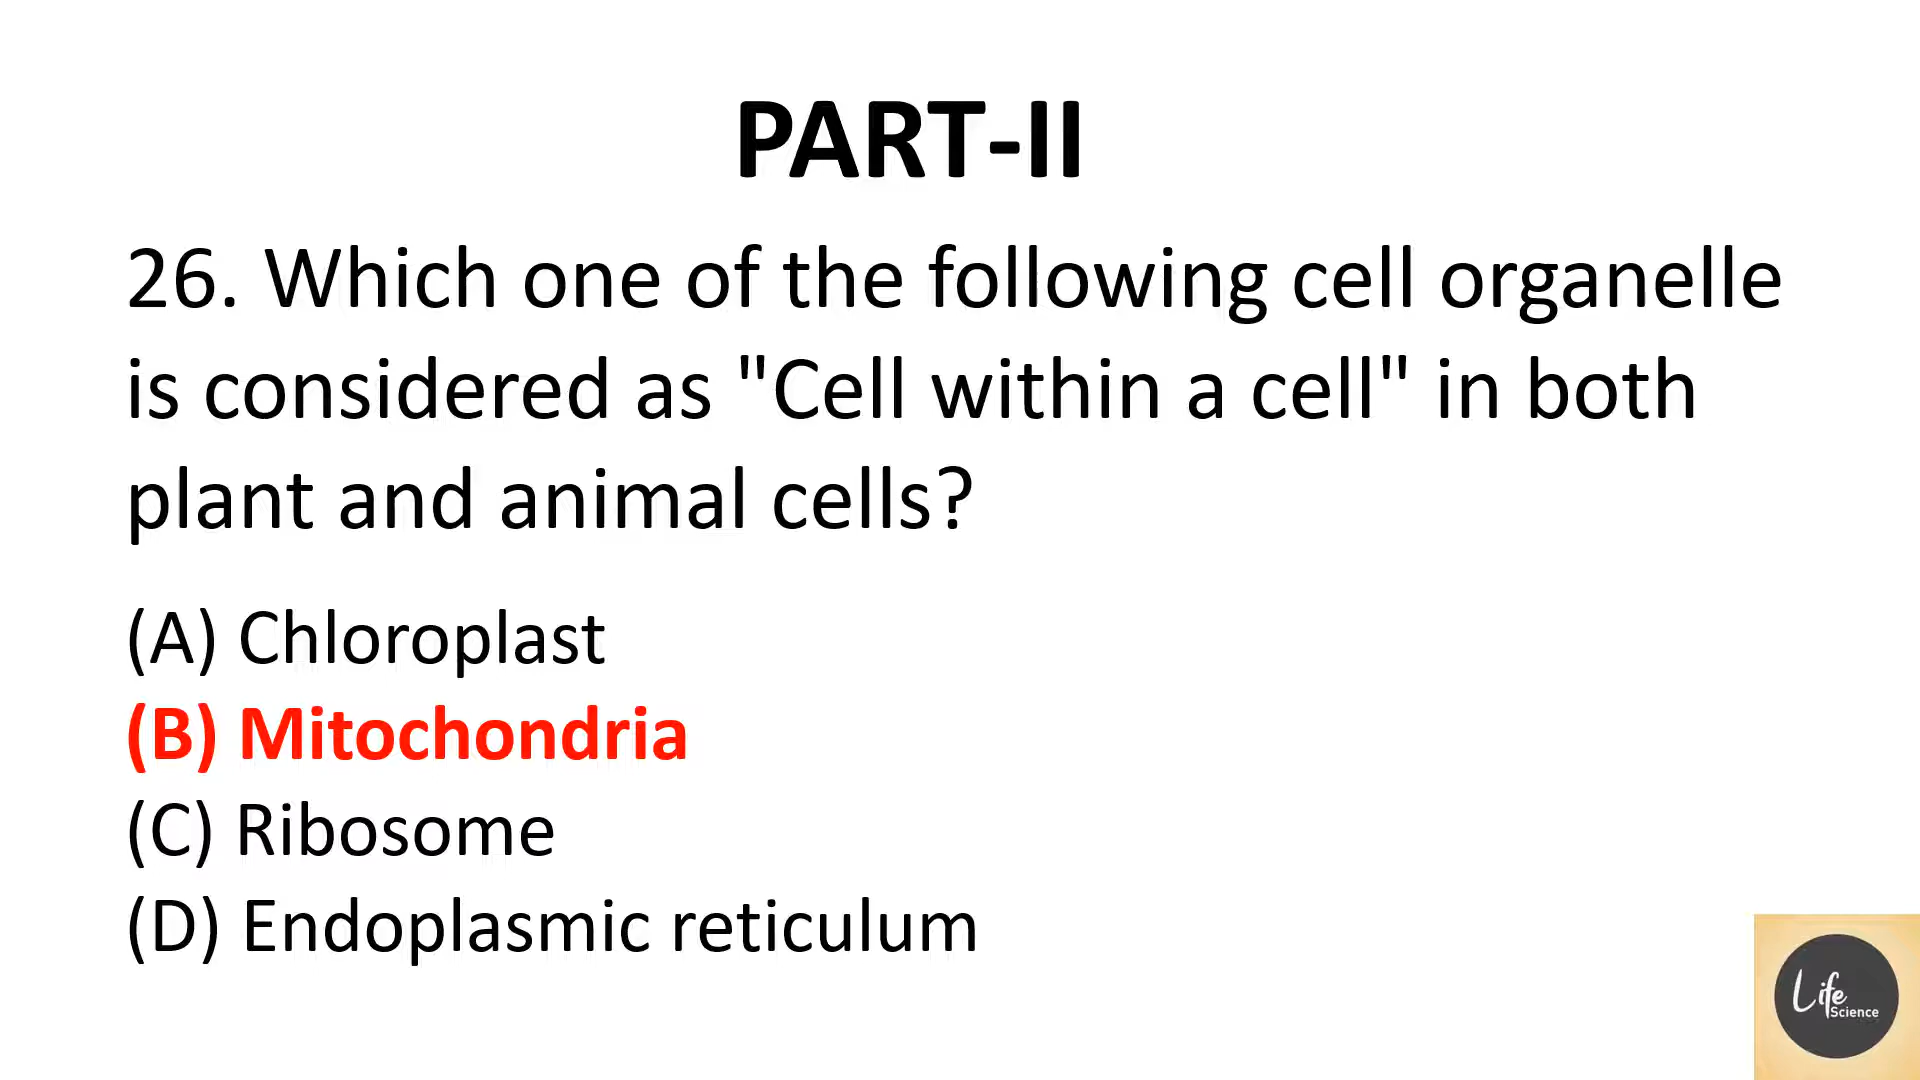 PART-II
26. Which one of the following cell organelle
is considered as "Cell within a cell" in both
plant and animal cells?
(A) Chloroplast
(B) Mitochondria
(C) Ribosome
(D) Endoplasmic reticulum
Life
Science